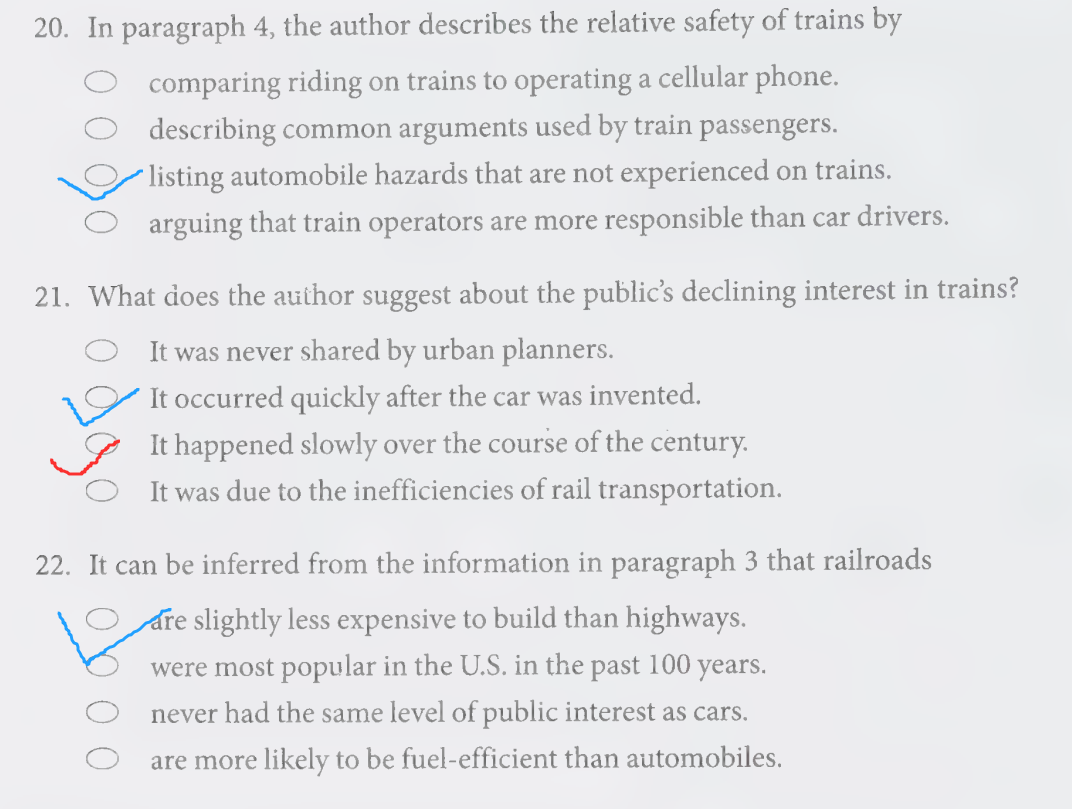 20. In paragraph 4, the author describes the relative safety of trains by
comparing riding on trains to operating a cellular phone.
describing common arguments used by train passengers.
listing automobile hazards that are not experienced on trains.
arguing that train operators are more responsible than car drivers.
21. What does the author suggest about the public's declining interest in trains?
It was never shared by urban planners.
It occurred quickly after the car was invented.
It happened slowly over the course of the century.
It was due to the inefficiencies of rail transportation.
22. It can be inferred from the information in paragraph 3 that railroads
are slightly less expensive to build than highways.
were most popular in the U.S. in the past 100 years.
never had the same level of public interest as cars.
are more likely to be fuel-efficient than automobiles.